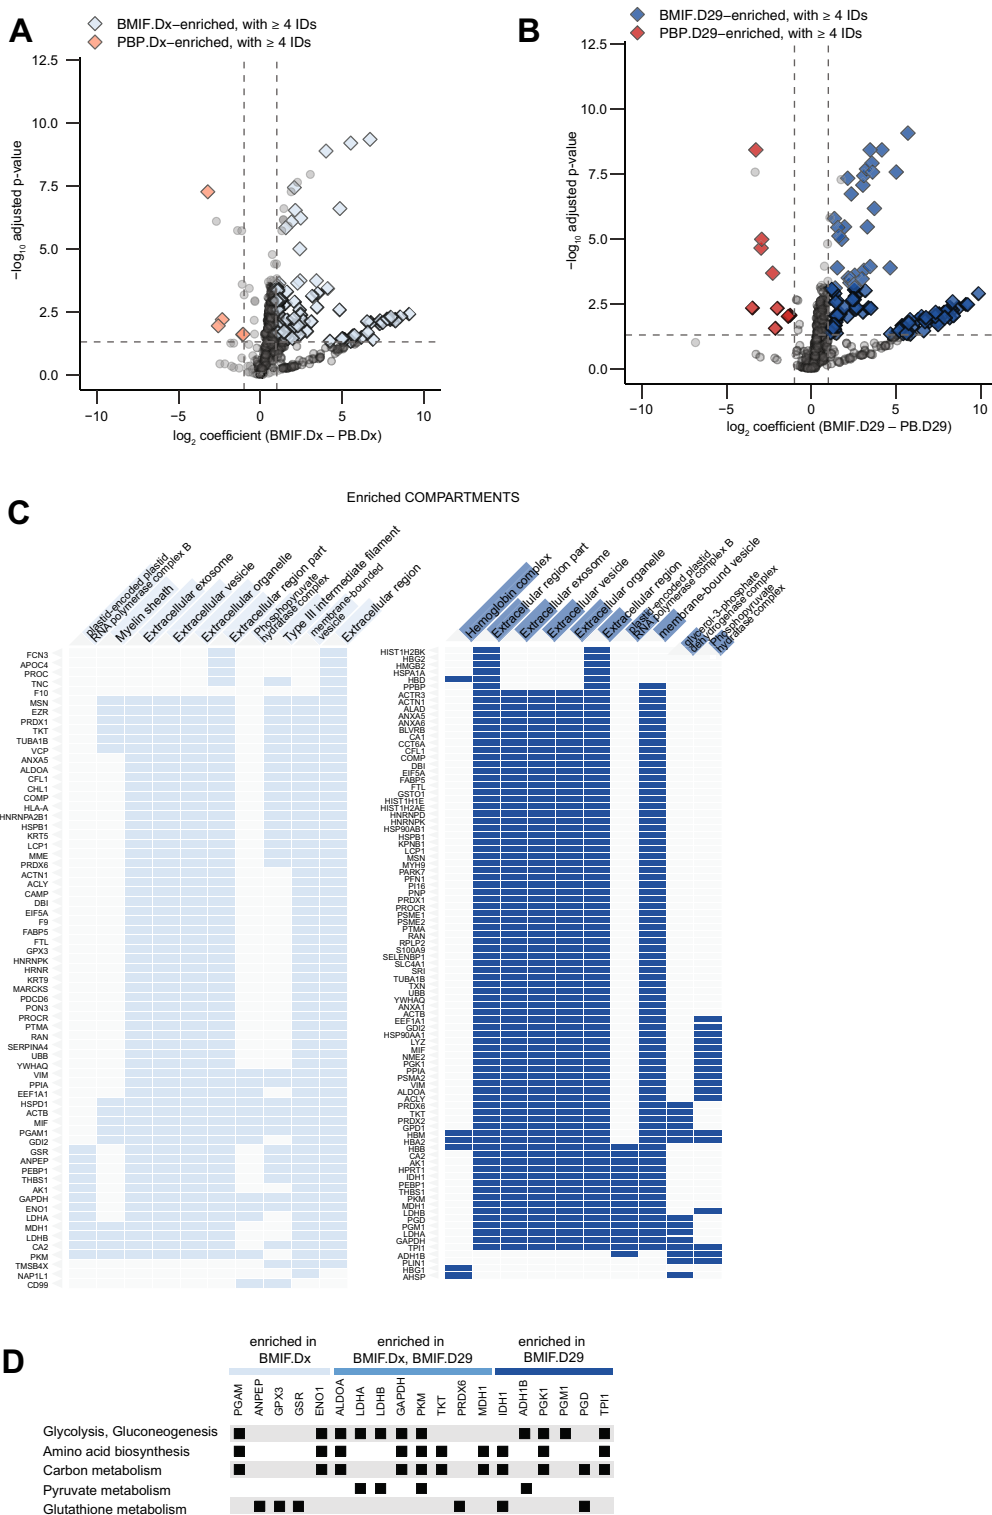 A
BMIF.Dx−enriched, with ≥ 4 IDs
PBP.Dx−enriched, with ≥ 4 IDs
12.5
10.0
7.5
5.0
2.5
0.0
−log10 adjusted p-value
−10
−5
0
5
10
log2 coefficient (BMIF.Dx − PB.Dx)
B
BMIF.D29−enriched, with ≥ 4 IDs
PBP.D29−enriched, with ≥ 4 IDs
12.5
10.0
7.5
5.0
2.5
0.0
−log10 adjusted p-value
−10
−5
0
5
10
log2 coefficient (BMIF.D29 − PB.D29)
C
Enriched COMPARTMENTS
plastid-encoded plastid
RNA polymerase complex B
Myelin sheath
Extracellular exosome
Extracellular vesicle
Extracellular organelle
Extracellular region part
Phosphopyruvate
hydratase complex
Type III intermediate filament
membrane-bounded
vesicle
Extracellular region
FCN3
APOC4
PROC
TNC
F10
MSN
EZR
PRDX1
TKT
TUBA1B
VCP
ANXA5
ALDOA
CFL1
CHL1
COMP
HLA-A
HNRNPA2B1
HSPB1
KRT5
LCP1
MME
PRDX6
ACTN1
ACLY
CAMP
DBI
EIF5A
F9
FABP5
FTL
GPX3
HNRNPK
HRNR
KRT9
MARCKS
PDCD6
PON3
PROCR
PTMA
RAN
SERPINA4
UBB
YWHAQ
VIM
PPIA
EEF1A1
HSPD1
ACTB
MIF
PGAM1
GDI2
GSR
ANPEP
PEBP1
THBS1
AK1
GAPDH
ENO1
LDHA
MDH1
LDHB
CA2
PKM
TMSB4X
NAP1L1
CD99
Hemoglobin complex
Extracellular region part
Extracellular exosome
Extracellular vesicle
Extracellular organelle
Extracellular region
plastid-encoded plastid
RNA polymerase complex B
membrane-bound vesicle
glycerol-3-phosphate
dehydrogenase complex
Phosphopyruvate
hydratase complex
HIST1H2BK
HBG2
HMGB2
HSPA1A
HBD
PPBP
ACTR3
ACTN1
ALAD
ANXA5
ANXA6
BLVRB
CA1
CCT6A
CFL1
COMP
DBI
EIF5A
FABP5
FTL
GSTO1
HIST1H1E
HIST1H2AE
HNRNPD
HNRNPK
HSP90AB1
HSPB1
KPNB1
LCP1
MSN
MYH9
PARK7
PFN1
PI16
PNP
PRDX1
PROCR
PSME1
PSME2
PTMA
RAN
RPLP2
S100A9
SELENBP1
SLC4A1
SRI
TUBA1B
TXN
UBB
YWHAQ
ANXA1
ACTB
EEF1A1
GDI2
HSP90AA1
LYZ
MIF
NME2
PGK1
PPIA
PSMA2
VIM
ALDOA
ACLY
PRDX6
TKT
PRDX2
GPD1
HBM
HBA2
HBB
CA2
AK1
HPRT1
IDH1
PEBP1
THBS1
PKM
MDH1
LDHB
PGD
PGM1
LDHA
GAPDH
TPI1
ADH1B
PLIN1
HBG1
AHSP
D
enriched in
BMIF.Dx
enriched in
BMIF.Dx, BMIF.D29
enriched in
BMIF.D29
PGAM
ANPEP
GPX3
GSR
ENO1
ALDOA
LDHA
LDHB
GAPDH
PKM
TKT
PRDX6
MDH1
IDH1
ADH1B
PGK1
PGM1
PGD
TPI1
Glycolysis, Gluconeogenesis
Amino acid biosynthesis
Carbon metabolism
Pyruvate metabolism
Glutathione metabolism